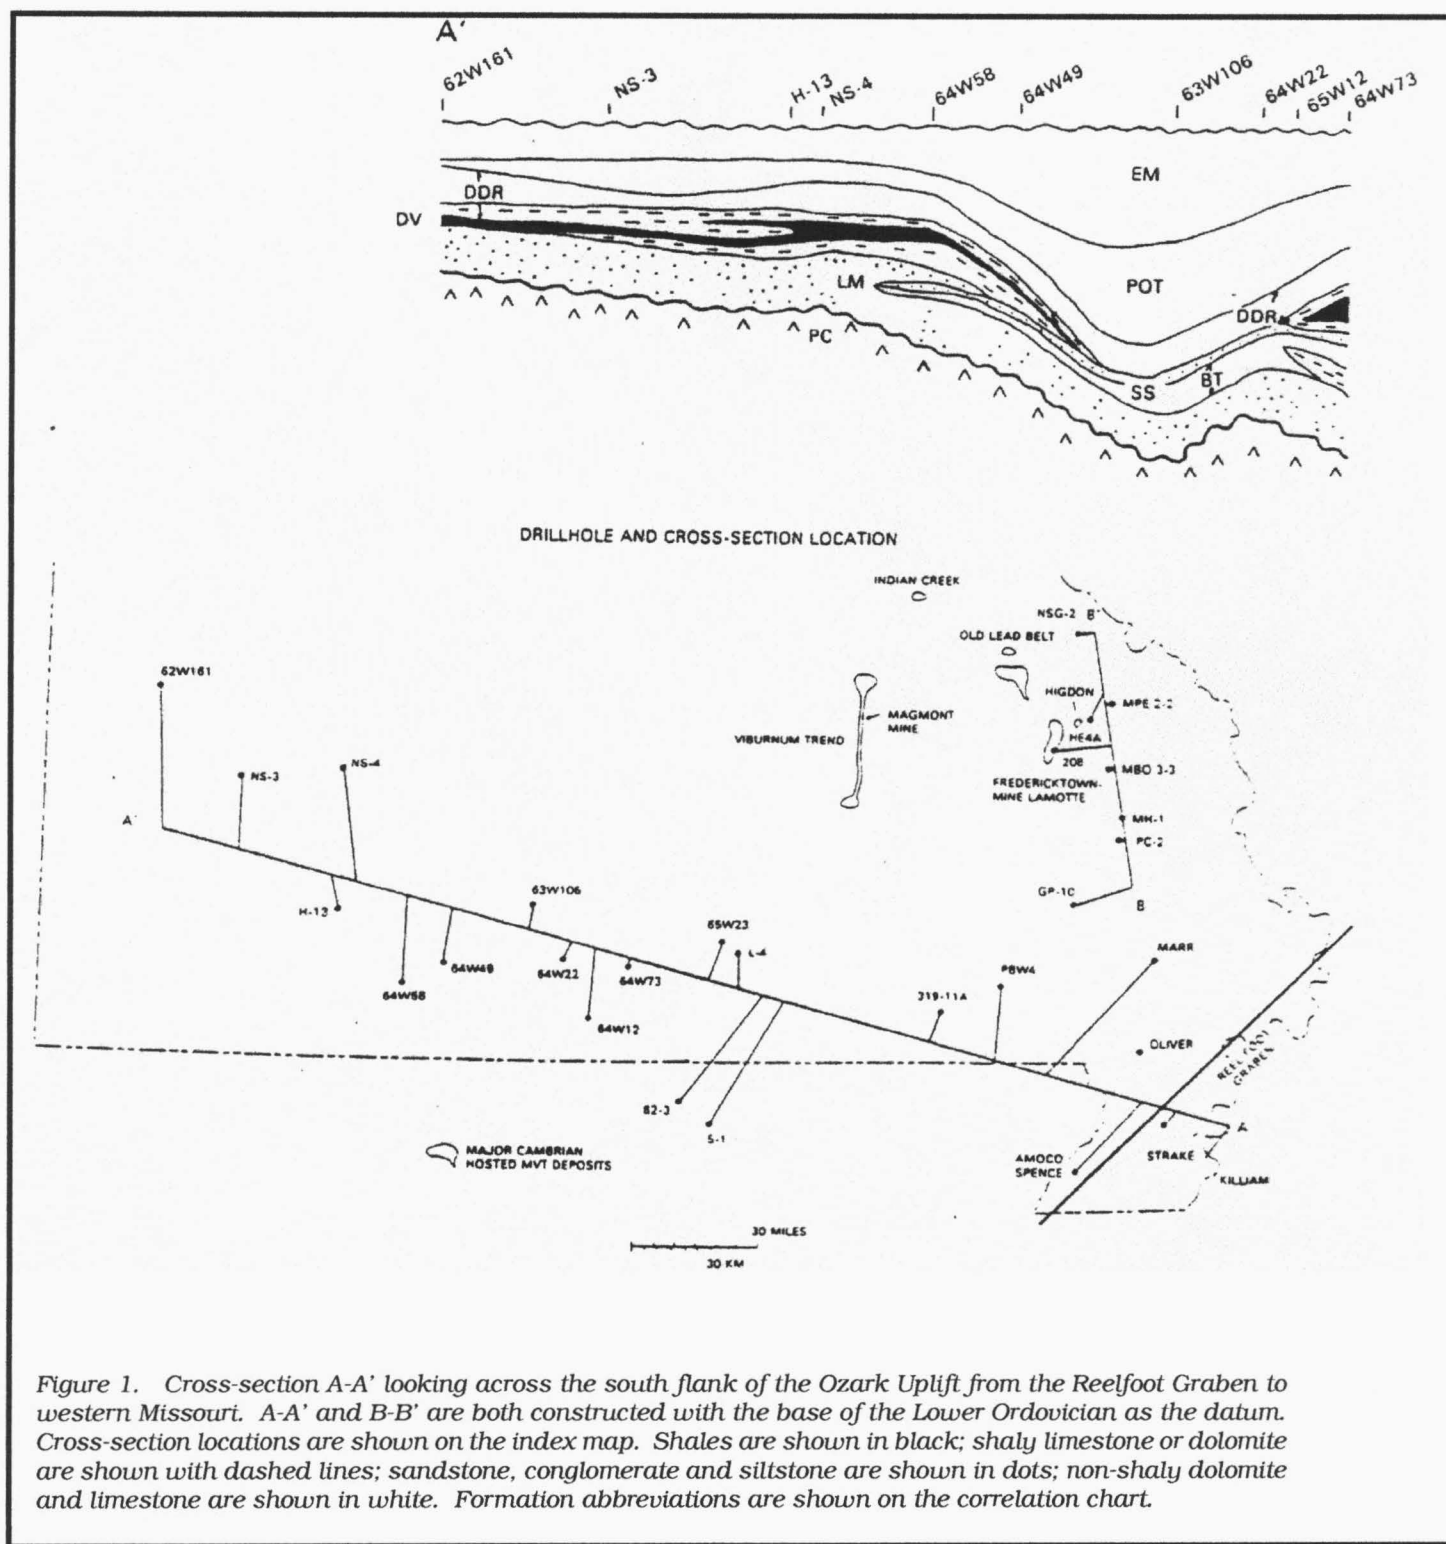 A'
62W161
NS-3
H-13
NS-4
64W58
64W49
63W106
64W22
65W12
64W73
EM
DDR
DV
POT
LM
DDR
PC
BT
SS
DRILLHOLE AND CROSS-SECTION LOCATION
INDIAN CREEK
NSG-2 B'
OLD LEAD BELT
62W161
HIGDON
MPE 2-2
MAGMONT
MINE
VIBURNUM TREND
HE4A
20B
NS-3
NS-4
MBO 3-3
FREDERICKTOWN-
MINE LAMOTTE
A'
MH-1
PC-2
63W106
GP-1C
B
H-13
65W23
MARR
L-4
64W49
64W22
64W73
P8W4
64W58
319-11A
64W12
OLIVER
REELFOOT
GRABEN
S2-3
S-1
A
MAJOR CAMBRIAN
HOSTED MVT DEPOSITS
AMOCO
SPENCE
STRAKE
KILLIAM
30 MILES
30 KM
Figure 1. Cross-section A-A' looking across the south flank of the Ozark Uplift from the Reelfoot Graben to
western Missouri. A-A' and B-B' are both constructed with the base of the Lower Ordovician as the datum.
Cross-section locations are shown on the index map. Shales are shown in black; shaly limestone or dolomite
are shown with dashed lines; sandstone, conglomerate and siltstone are shown in dots; non-shaly dolomite
and limestone are shown in white. Formation abbreviations are shown on the correlation chart.